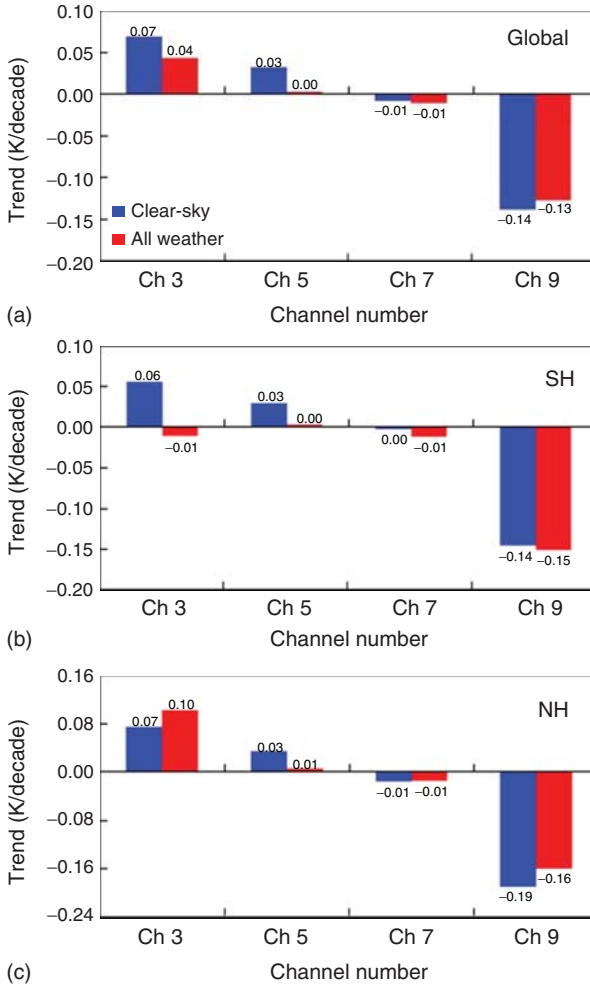 0.10
0.05
0.00
−0.05
−0.10
−0.15
−0.20
Trend (K/decade)
Global
0.07
0.04
0.03
0.00
−0.01 −0.01
−0.14
−0.13
Clear-sky
All weather
Ch 3 Ch 5 Ch 7 Ch 9
(a) Channel number
0.10
0.05
0.00
−0.05
−0.10
−0.15
−0.20
Trend (K/decade)
SH
0.06
−0.01
0.03
0.00
0.00 −0.01
−0.14 −0.15
Ch 3 Ch 5 Ch 7 Ch 9
(b) Channel number
0.16
0.08
0.00
−0.08
−0.16
−0.24
Trend (K/decade)
NH
0.07
0.10
0.03
0.01
−0.01 −0.01
−0.19
−0.16
Ch 3 Ch 5 Ch 7 Ch 9
(c) Channel number